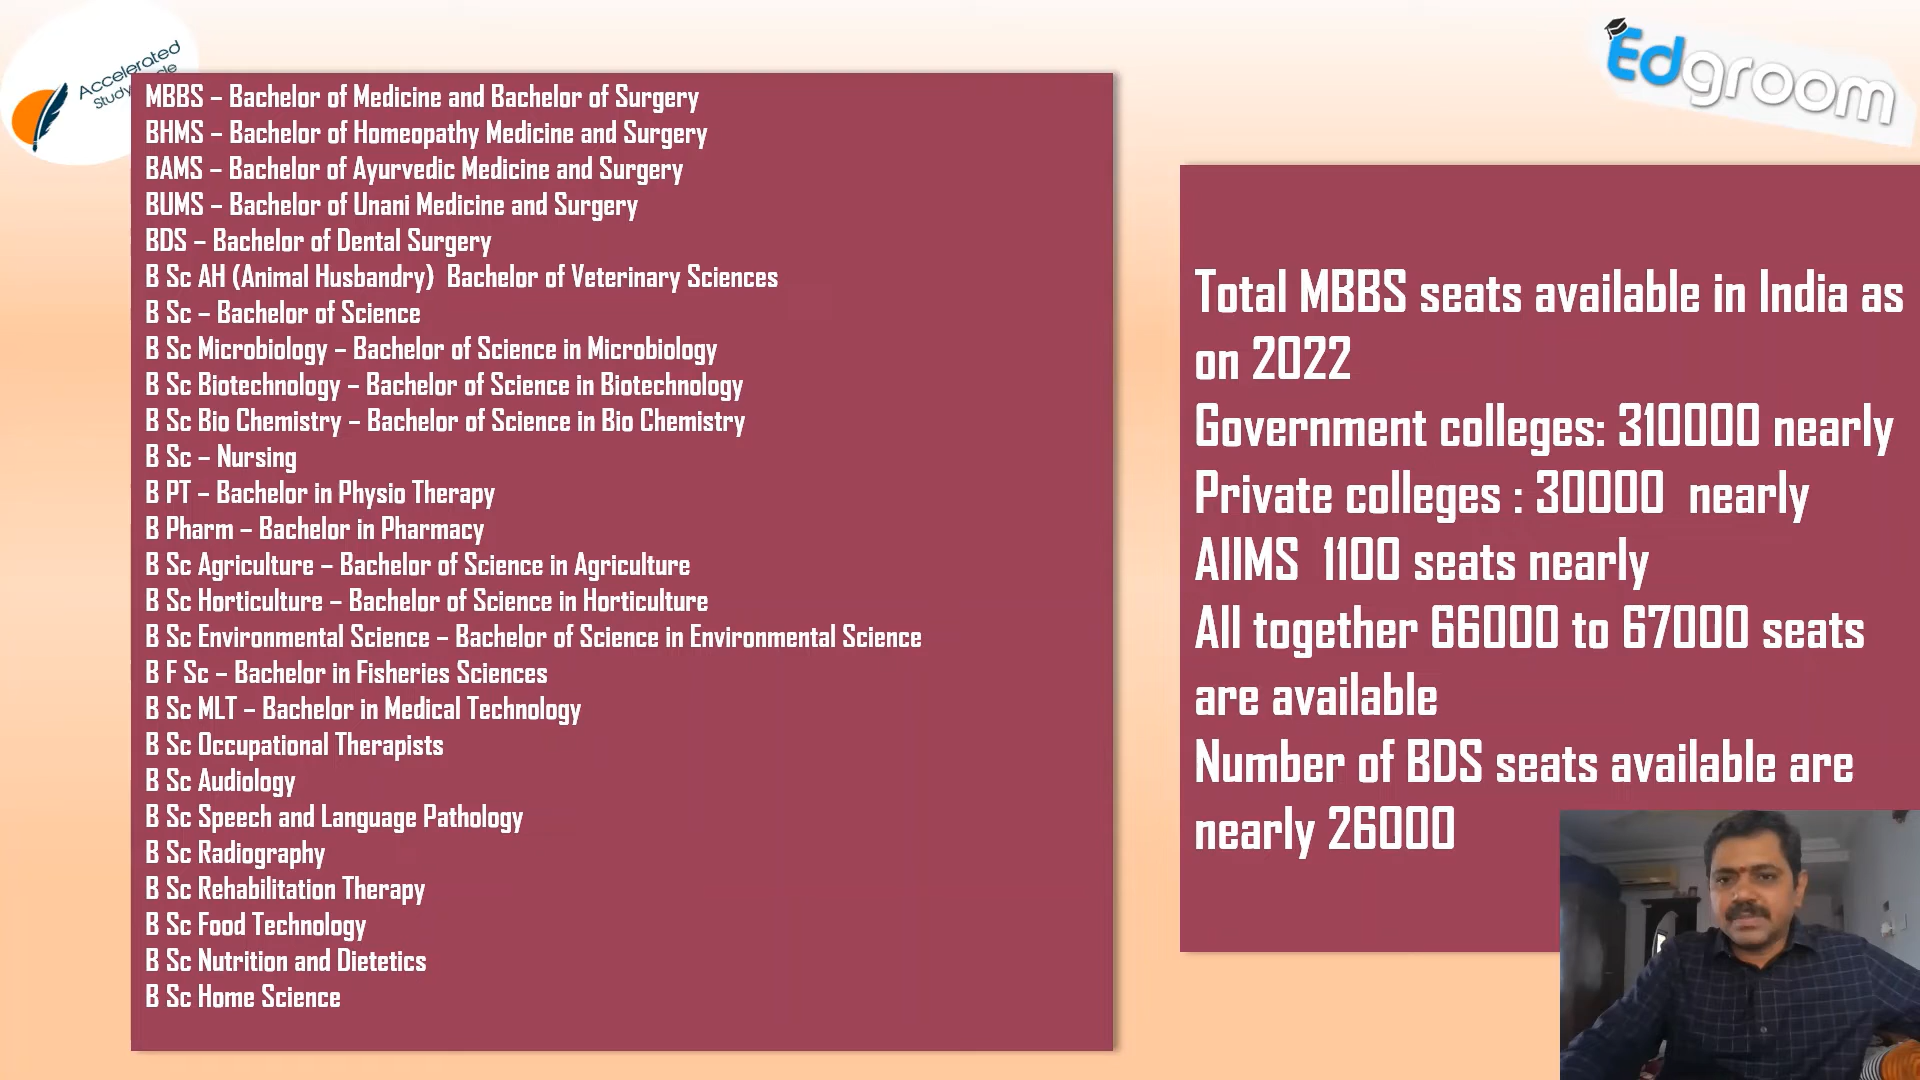 Accelerated
Study
MBBS – Bachelor of Medicine and Bachelor of Surgery
BHMS – Bachelor of Homeopathy Medicine and Surgery
BAMS – Bachelor of Ayurvedic Medicine and Surgery
BUMS – Bachelor of Unani Medicine and Surgery
BDS – Bachelor of Dental Surgery
B Sc AH (Animal Husbandry)  Bachelor of Veterinary Sciences
B Sc – Bachelor of Science
B Sc Microbiology – Bachelor of Science in Microbiology
B Sc Biotechnology – Bachelor of Science in Biotechnology
B Sc Bio Chemistry – Bachelor of Science in Bio Chemistry
B Sc – Nursing
B PT – Bachelor in Physio Therapy
B Pharm – Bachelor in Pharmacy
B Sc Agriculture – Bachelor of Science in Agriculture
B Sc Horticulture – Bachelor of Science in Horticulture
B Sc Environmental Science – Bachelor of Science in Environmental Science
B F Sc – Bachelor in Fisheries Sciences
B Sc MLT – Bachelor in Medical Technology
B Sc Occupational Therapists
B Sc Audiology
B Sc Speech and Language Pathology
B Sc Radiography
B Sc Rehabilitation Therapy
B Sc Food Technology
B Sc Nutrition and Dietetics
B Sc Home Science
Edgroom
Total MBBS seats available in India as
on 2022
Government colleges: 310000 nearly
Private colleges : 30000  nearly
AIIMS  1100 seats nearly
All together 66000 to 67000 seats
are available
Number of BDS seats available are
nearly 26000